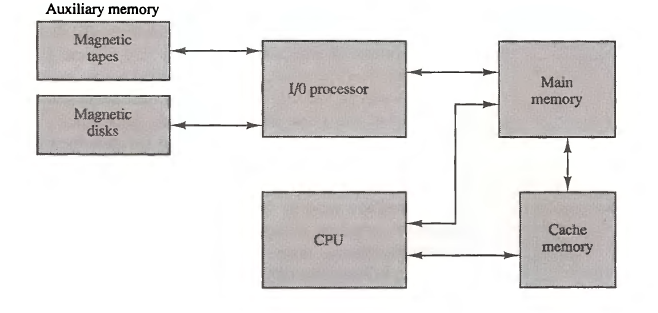 Auxiliary memory
Magnetic
tapes
I/0 processor
Main
memory
Magnetic
disks
CPU
Cache
memory